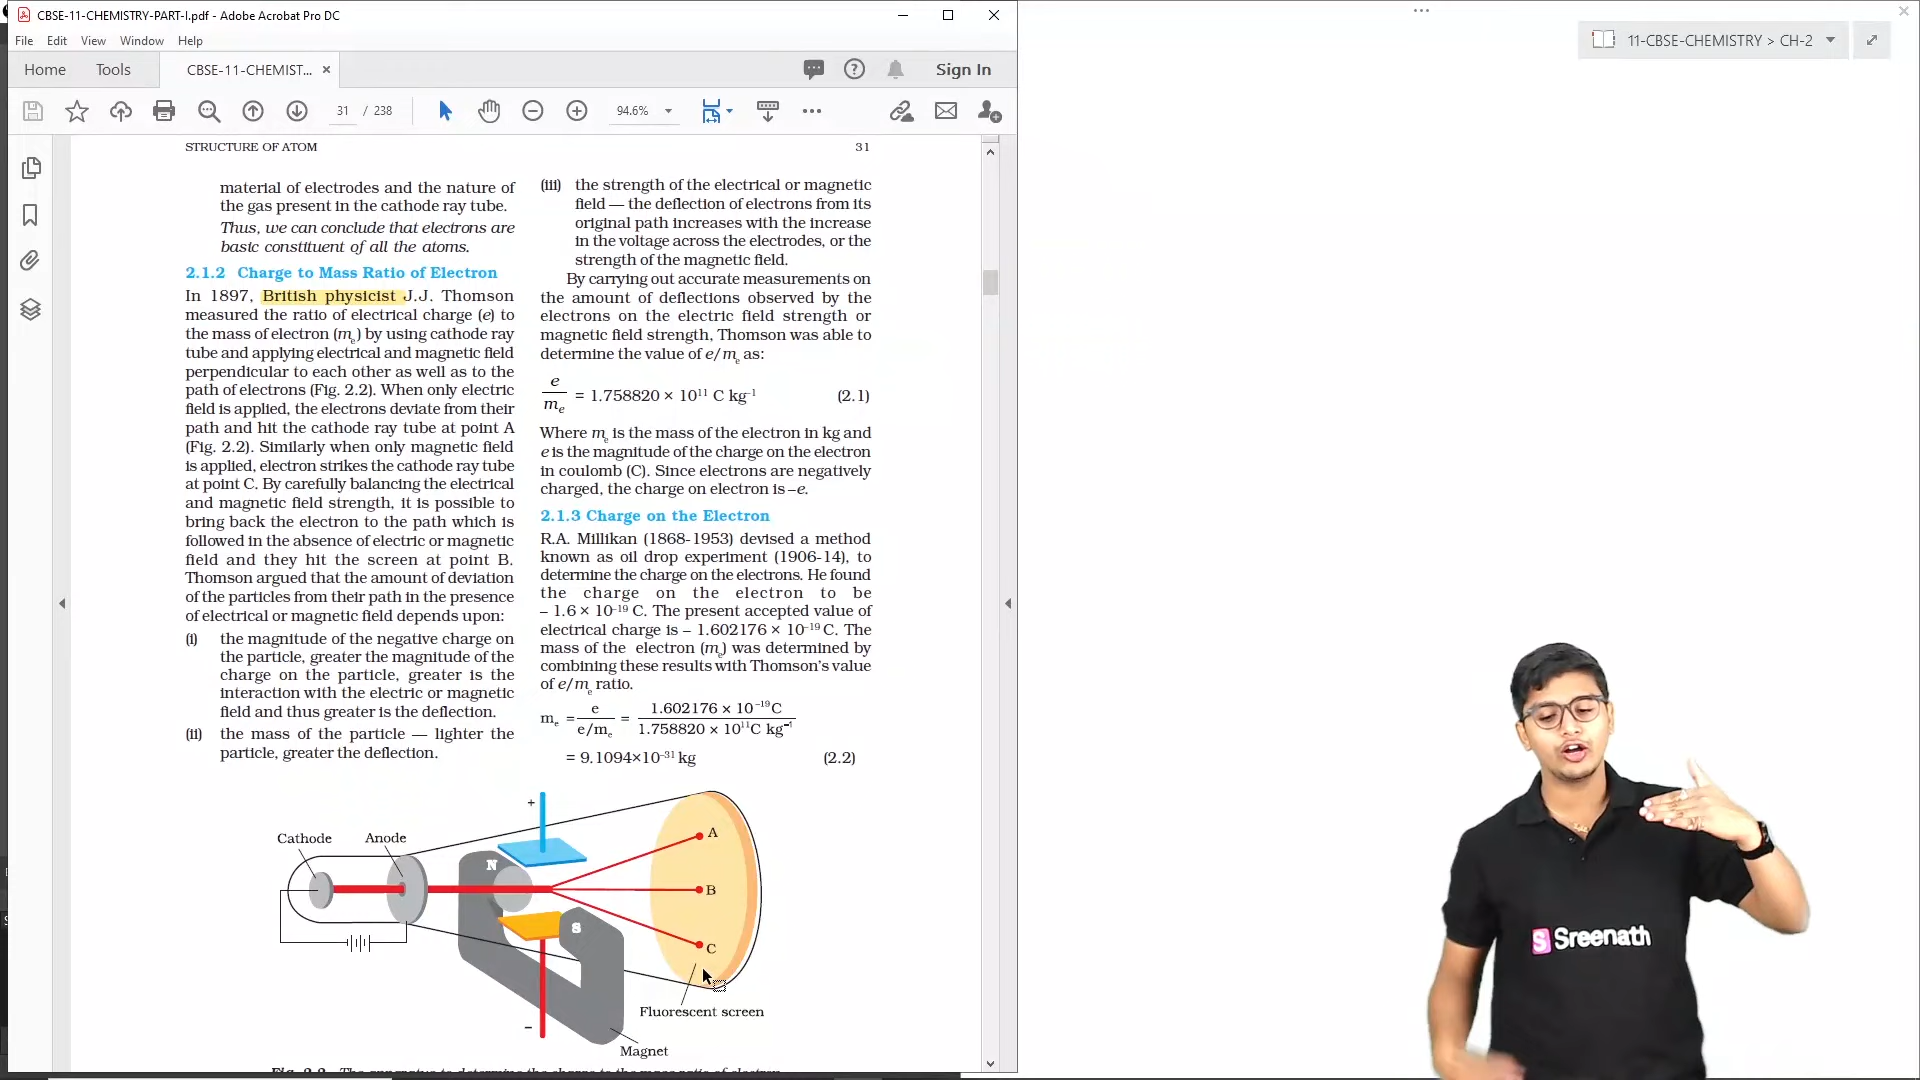 CBSE-11-CHEMISTRY-PART-I.pdf - Adobe Acrobat Pro DC
File Edit View Window Help
Home Tools CBSE-11-CHEMIST... Sign In
31 / 238 94.6%
11-CBSE-CHEMISTRY > CH-2
STRUCTURE OF ATOM 31
material of electrodes and the nature of
the gas present in the cathode ray tube.
Thus, we can conclude that electrons are
basic constituent of all the atoms.
2.1.2 Charge to Mass Ratio of Electron
In 1897, British physicist J.J. Thomson
measured the ratio of electrical charge (e) to
the mass of electron (mₑ) by using cathode ray
tube and applying electrical and magnetic field
perpendicular to each other as well as to the
path of electrons (Fig. 2.2). When only electric
field is applied, the electrons deviate from their
path and hit the cathode ray tube at point A
(Fig. 2.2). Similarly when only magnetic field
is applied, electron strikes the cathode ray tube
at point C. By carefully balancing the electrical
and magnetic field strength, it is possible to
bring back the electron to the path which is
followed in the absence of electric or magnetic
field and they hit the screen at point B.
Thomson argued that the amount of deviation
of the particles from their path in the presence
of electrical or magnetic field depends upon:
(i) the magnitude of the negative charge on
the particle, greater the magnitude of the
charge on the particle, greater is the
interaction with the electric or magnetic
field and thus greater is the deflection.
(ii) the mass of the particle — lighter the
particle, greater the deflection.
(iii) the strength of the electrical or magnetic
field — the deflection of electrons from its
original path increases with the increase
in the voltage across the electrodes, or the
strength of the magnetic field.
By carrying out accurate measurements on
the amount of deflections observed by the
electrons on the electric field strength or
magnetic field strength, Thomson was able to
determine the value of e/mₑ as:
e/mₑ = 1.758820 × 10¹¹ C kg⁻¹ (2.1)
Where mₑ is the mass of the electron in kg and
e is the magnitude of the charge on the electron
in coulomb (C). Since electrons are negatively
charged, the charge on electron is –e.
2.1.3 Charge on the Electron
R.A. Millikan (1868-1953) devised a method
known as oil drop experiment (1906-14), to
determine the charge on the electrons. He found
the charge on the electron to be
– 1.6 × 10⁻¹⁹ C. The present accepted value of
electrical charge is – 1.602176 × 10⁻¹⁹ C. The
mass of the electron (mₑ) was determined by
combining these results with Thomson's value
of e/mₑ ratio.
mₑ = e / e/mₑ = 1.602176 × 10⁻¹⁹C / 1.758820 × 10¹¹C kg⁻¹
= 9.1094×10⁻³¹ kg (2.2)
+
Cathode Anode A
N
B
S
C
Fluorescent screen
–
Magnet
Fig. 2.2 The apparatus to determine the charge to the mass ratio of electron
S Sreenath